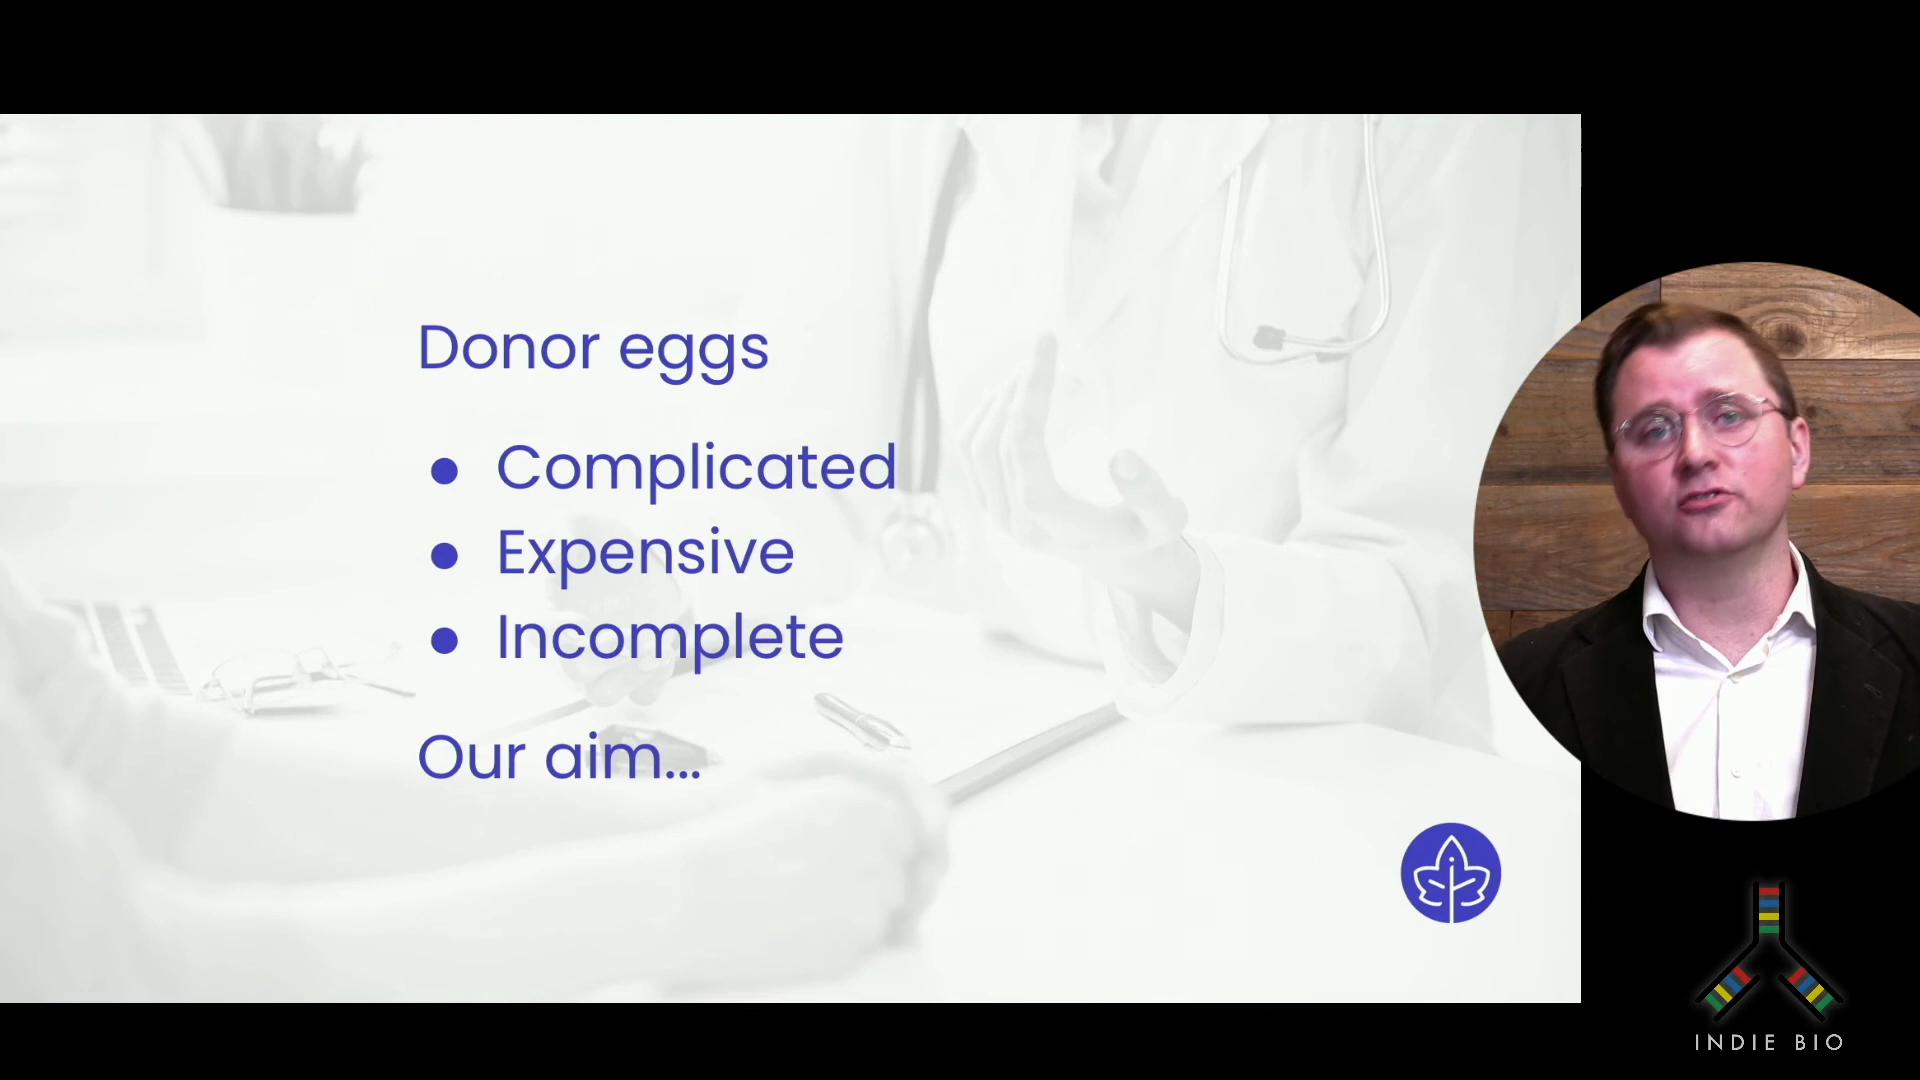 Donor eggs
● Complicated
● Expensive
● Incomplete
Our aim...
INDIE BIO